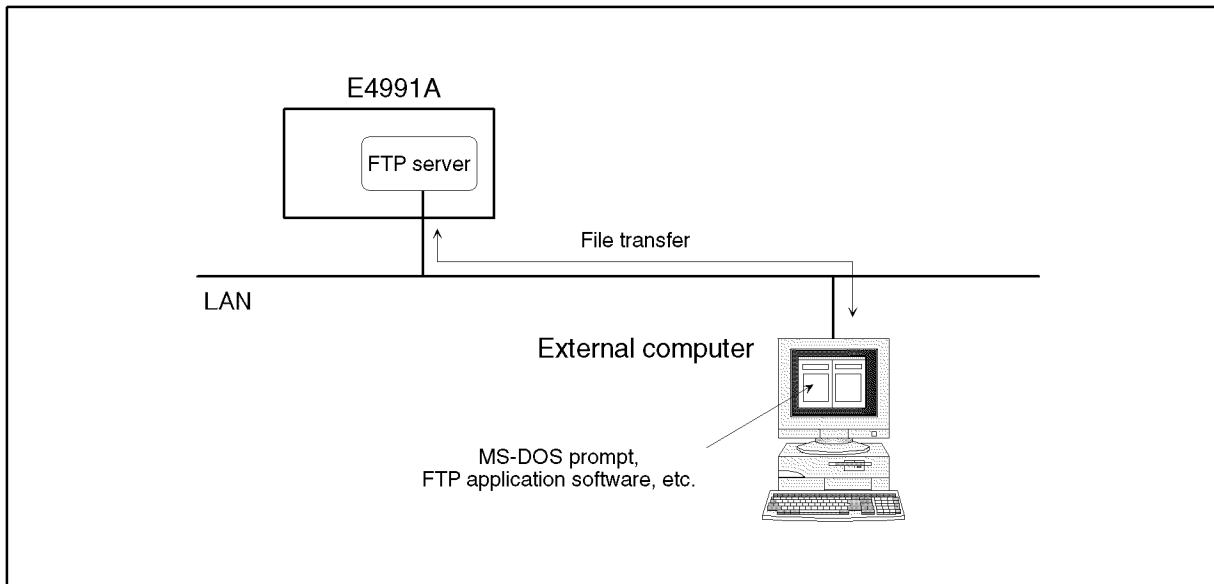 E4991A
FTP server
File transfer
LAN
External computer
MS-DOS prompt,
FTP application software, etc.